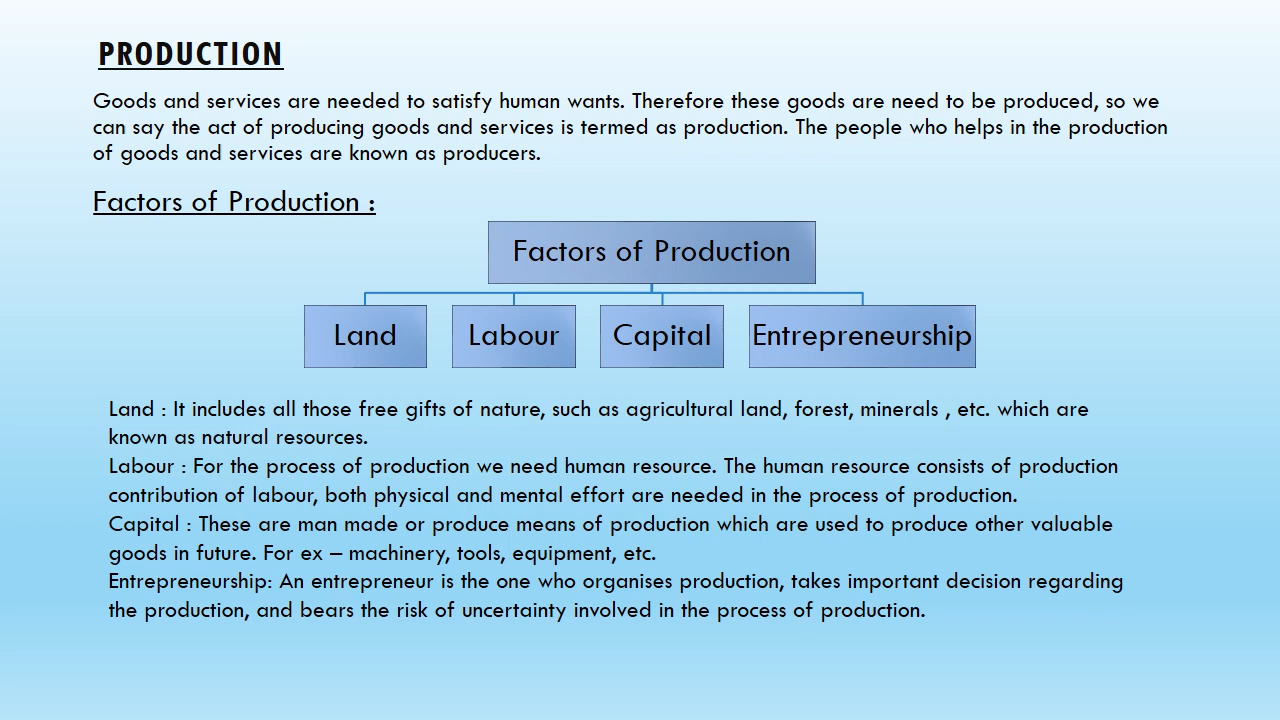 PRODUCTION
Goods and services are needed to satisfy human wants. Therefore these goods are need to be produced, so we
can say the act of producing goods and services is termed as production. The people who helps in the production
of goods and services are known as producers.
Factors of Production :
Factors of Production
Land Labour Capital Entrepreneurship
Land : It includes all those free gifts of nature, such as agricultural land, forest, minerals , etc. which are
known as natural resources.
Labour : For the process of production we need human resource. The human resource consists of production
contribution of labour, both physical and mental effort are needed in the process of production.
Capital : These are man made or produce means of production which are used to produce other valuable
goods in future. For ex – machinery, tools, equipment, etc.
Entrepreneurship: An entrepreneur is the one who organises production, takes important decision regarding
the production, and bears the risk of uncertainty involved in the process of production.